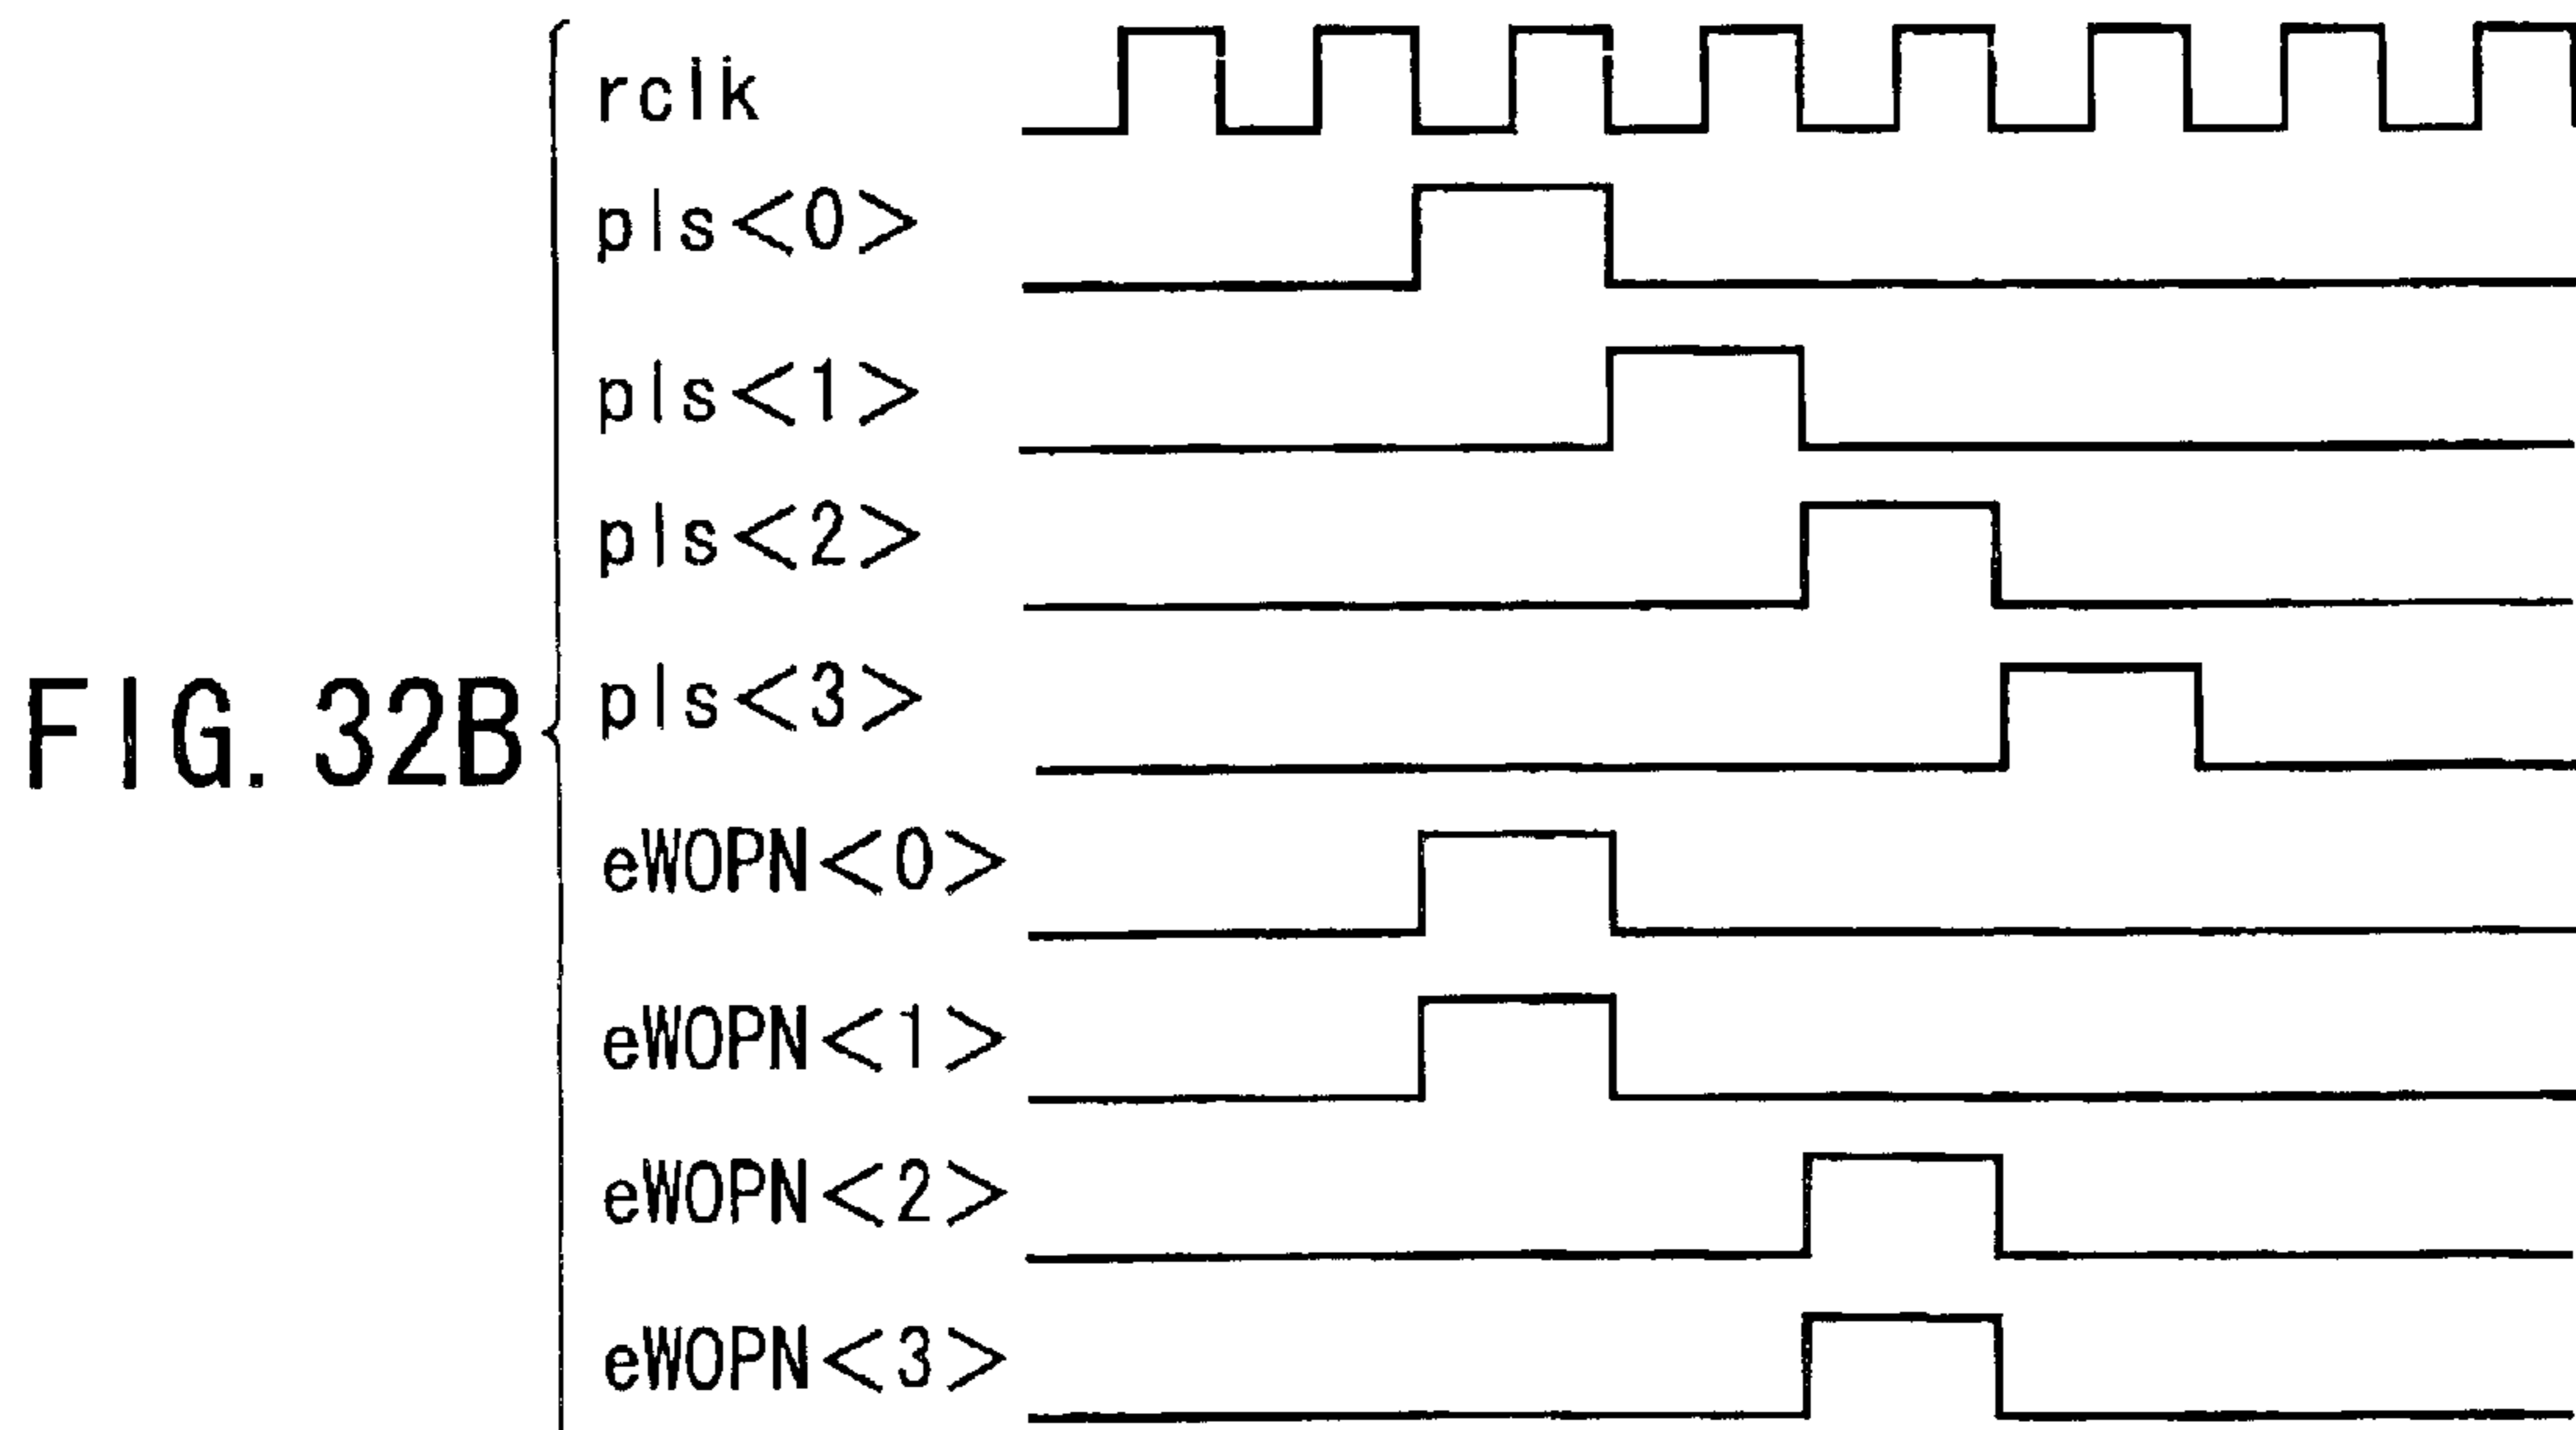 rclk
pls<0>
pls<1>
pls<2>
pls<3>
FIG. 32B
eWOPN<0>
eWOPN<1>
eWOPN<2>
eWOPN<3>